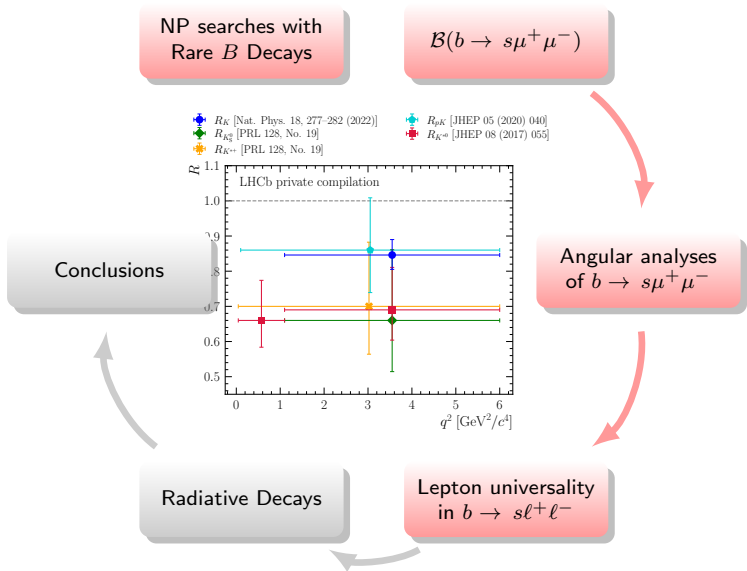 NP searches with
Rare B Decays
B(b → sμ⁺μ⁻)
R_K [Nat. Phys. 18, 277–282 (2022)]
R_{K_S^0} [PRL 128, No. 19]
R_{K^{*+}} [PRL 128, No. 19]
R_{pK} [JHEP 05 (2020) 040]
R_{K^{*0}} [JHEP 08 (2017) 055]
R
LHCb private compilation
1.1
1.0
0.9
0.8
0.7
0.6
0.5
0 1 2 3 4 5 6
q² [GeV²/c⁴]
Conclusions
Angular analyses
of b → sμ⁺μ⁻
Radiative Decays
Lepton universality
in b → sℓ⁺ℓ⁻